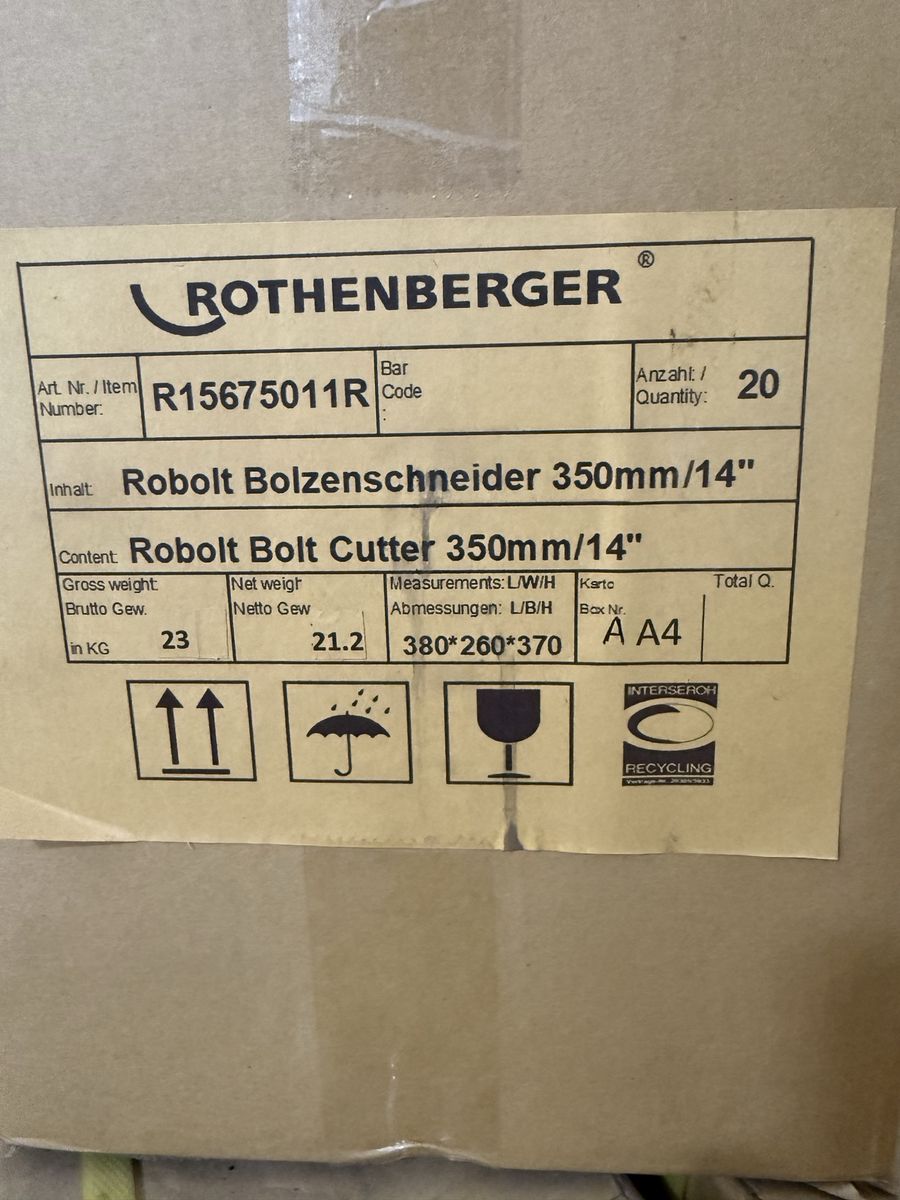 ROTHENBERGER ®
Art. Nr. / Item Number: R15675011R
Bar Code :
Anzahl: / Quantity: 20
Inhalt: Robolt Bolzenschneider 350mm/14"
Content: Robolt Bolt Cutter 350mm/14"
Gross weight: Brutto Gew. in KG 23
Net weigh Netto Gew 21.2
Measurements: L/W/H
Abmessungen: L/B/H
380*260*370
Karto
Box Nr. A A4
Total Q.
INTERSEROH
RECYCLING